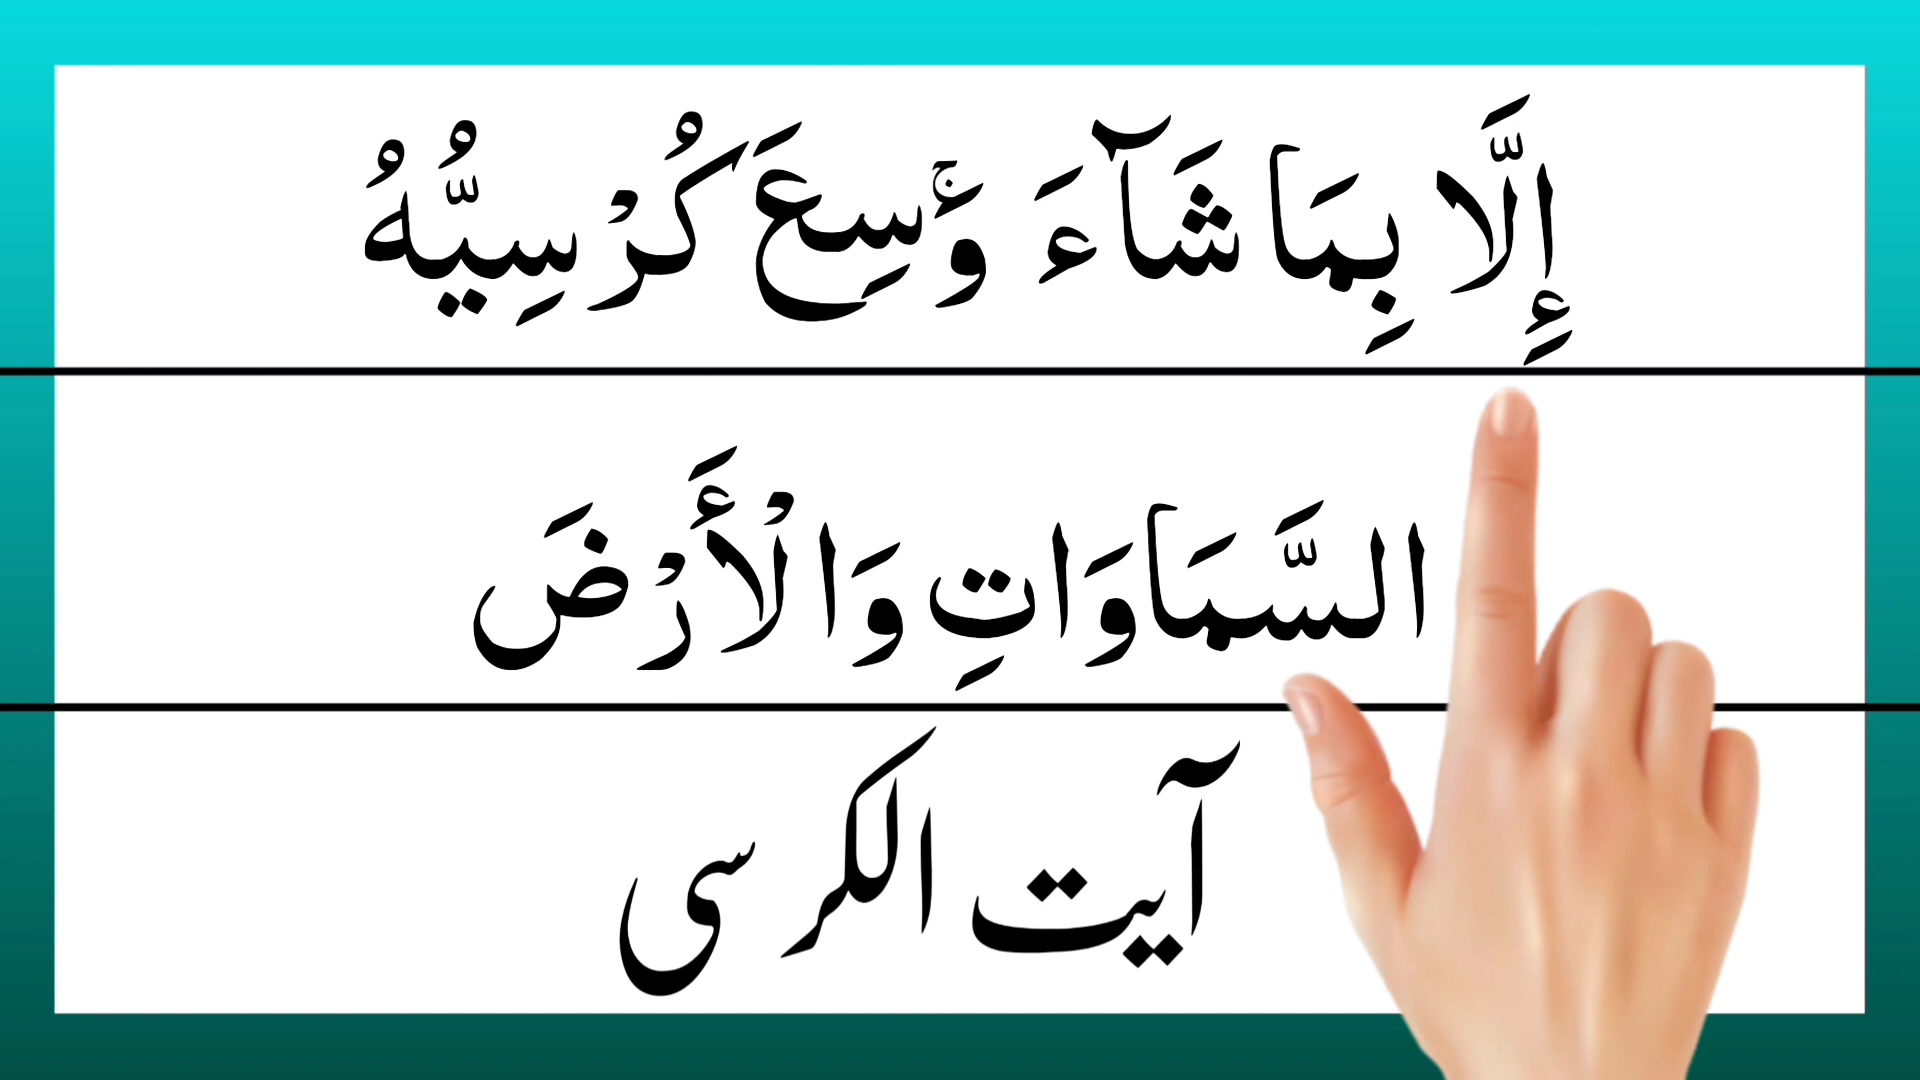 إِلَّا بِمَا شَآءَ وَۚسِعَ كُرْسِيُّهُ
السَّمَاوَاتِ وَالْأَرْضَ
آیت الکرسی